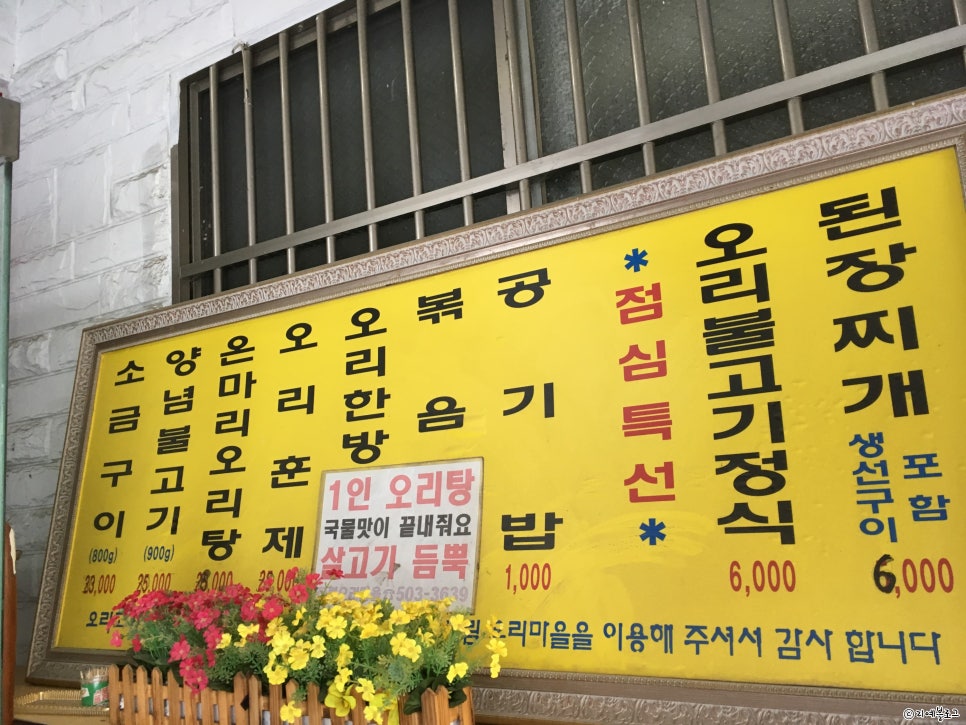 소금구이
(800g)
양념불고기
(900g)
25,000
온마리오리탕
오리훈제
오리한방
볶음
공기밥
1,000
*점심특선*
오리불고기정식
6,000
된장찌개
생선구이
포함
6,000
1인 오리탕
국물맛이 끝내줘요
살고기 듬뿍
503-3639
오리마을을 이용해 주셔서 감사 합니다